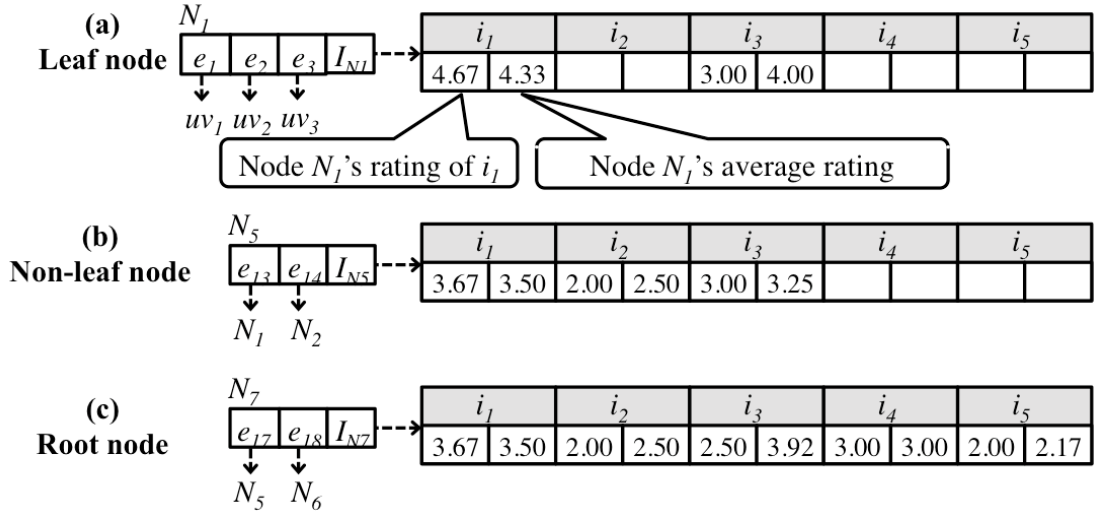 (a)
Leaf node
N1
e1 e2 e3 IN1
uv1 uv2 uv3
i1 i2 i3 i4 i5
4.67 4.33 3.00 4.00
Node N1's rating of i1
Node N1's average rating
(b)
Non-leaf node
N5
e13 e14 IN5
N1 N2
i1 i2 i3 i4 i5
3.67 3.50 2.00 2.50 3.00 3.25
(c)
Root node
N7
e17 e18 IN7
N5 N6
i1 i2 i3 i4 i5
3.67 3.50 2.00 2.50 2.50 3.92 3.00 3.00 2.00 2.17